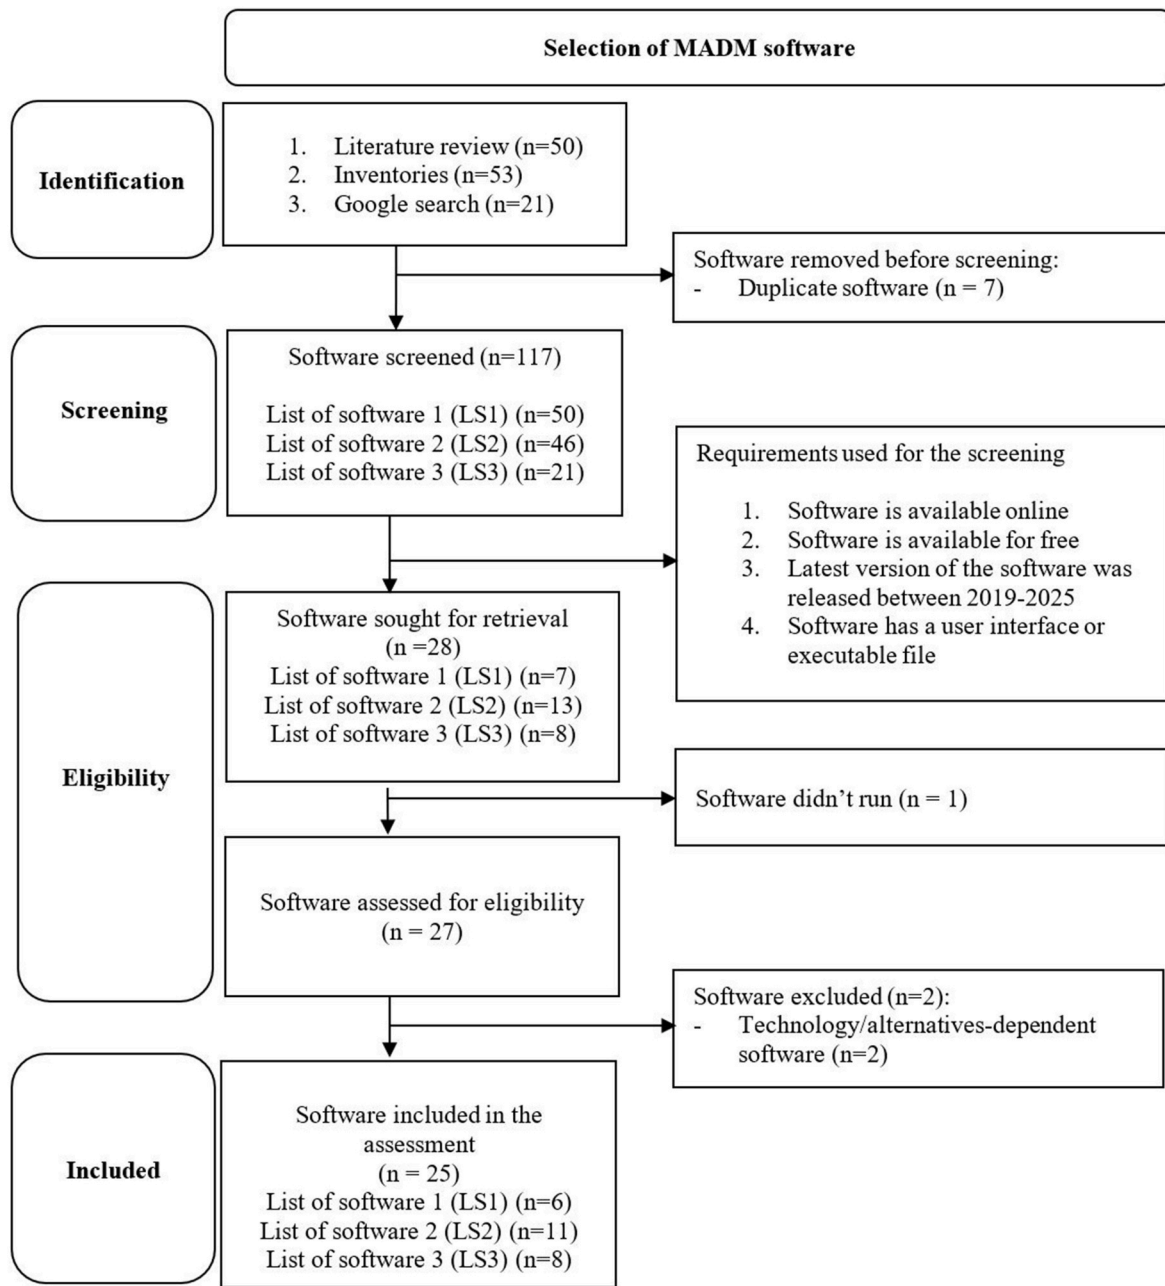 Selection of MADM software
Identification
1. Literature review (n=50)
2. Inventories (n=53)
3. Google search (n=21)
Software removed before screening:
- Duplicate software (n = 7)
Screening
Software screened (n=117)
List of software 1 (LS1) (n=50)
List of software 2 (LS2) (n=46)
List of software 3 (LS3) (n=21)
Requirements used for the screening
1. Software is available online
2. Software is available for free
3. Latest version of the software was
released between 2019-2025
4. Software has a user interface or
executable file
Eligibility
Software sought for retrieval
(n =28)
List of software 1 (LS1) (n=7)
List of software 2 (LS2) (n=13)
List of software 3 (LS3) (n=8)
Software didn’t run (n = 1)
Software assessed for eligibility
(n = 27)
Software excluded (n=2):
- Technology/alternatives-dependent
software (n=2)
Included
Software included in the
assessment
(n = 25)
List of software 1 (LS1) (n=6)
List of software 2 (LS2) (n=11)
List of software 3 (LS3) (n=8)